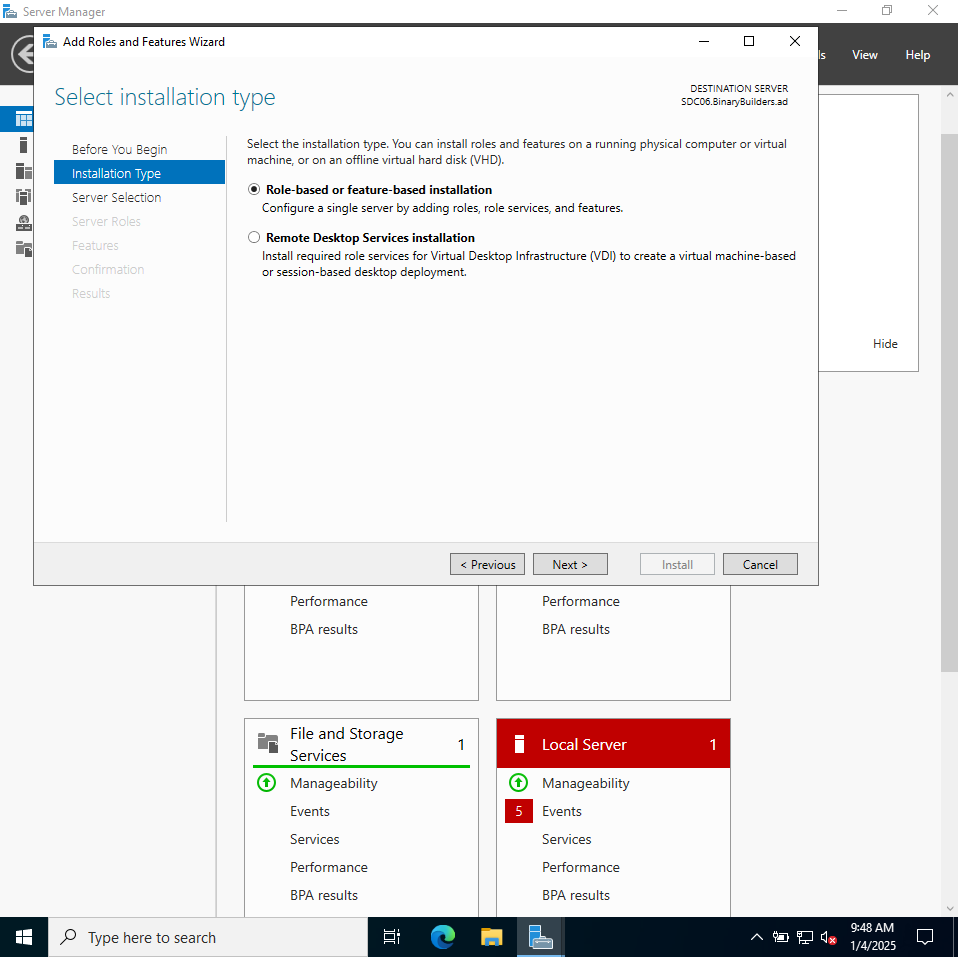 Server Manager
Add Roles and Features Wizard
View
Help
Select installation type
DESTINATION SERVER
SDC06.BinaryBuilders.ad
Before You Begin
Installation Type
Server Selection
Server Roles
Features
Confirmation
Results
Select the installation type. You can install roles and features on a running physical computer or virtual
machine, or on an offline virtual hard disk (VHD).
Role-based or feature-based installation
Configure a single server by adding roles, role services, and features.
Remote Desktop Services installation
Install required role services for Virtual Desktop Infrastructure (VDI) to create a virtual machine-based
or session-based desktop deployment.
Hide
< Previous
Next >
Install
Cancel
Performance
BPA results
Performance
BPA results
File and Storage
Services
1
Manageability
Events
Services
Performance
BPA results
Local Server
1
Manageability
5
Events
Services
Performance
BPA results
Type here to search
9:48 AM
1/4/2025